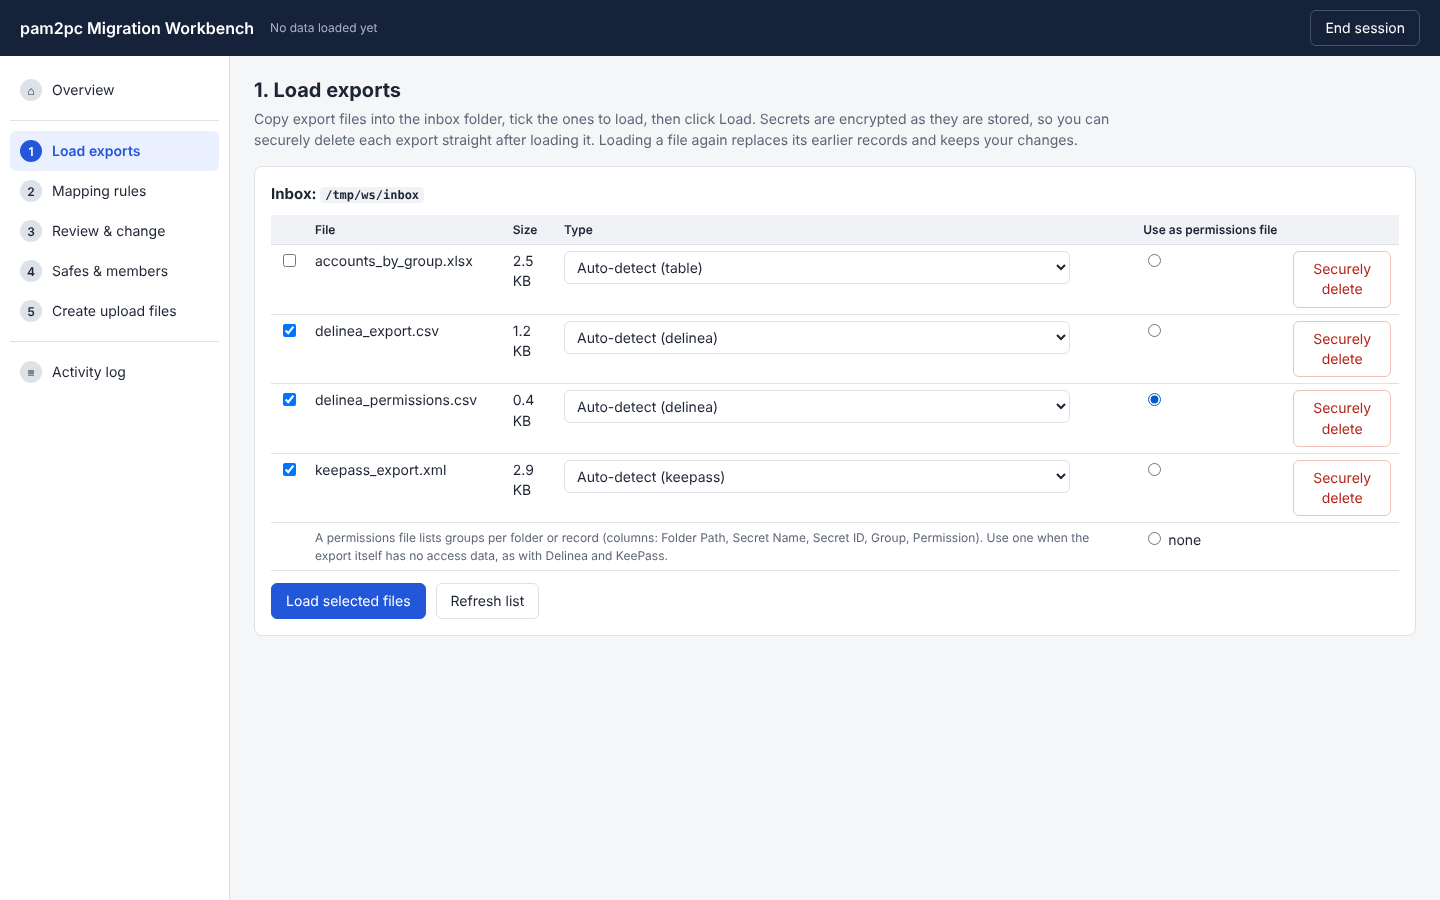 pam2pc Migration Workbench
No data loaded yet
End session
⌂ Overview
1 Load exports
2 Mapping rules
3 Review & change
4 Safes & members
5 Create upload files
≡ Activity log
1. Load exports
Copy export files into the inbox folder, tick the ones to load, then click Load. Secrets are encrypted as they are stored, so you can
securely delete each export straight after loading it. Loading a file again replaces its earlier records and keeps your changes.
Inbox: /tmp/ws/inbox
File Size Type Use as permissions file
accounts_by_group.xlsx 2.5 KB Auto-detect (table) Securely delete
delinea_export.csv 1.2 KB Auto-detect (delinea) Securely delete
delinea_permissions.csv 0.4 KB Auto-detect (delinea) Securely delete
keepass_export.xml 2.9 KB Auto-detect (keepass) Securely delete
A permissions file lists groups per folder or record (columns: Folder Path, Secret Name, Secret ID, Group, Permission). Use one when the
export itself has no access data, as with Delinea and KeePass.
none
Load selected files
Refresh list